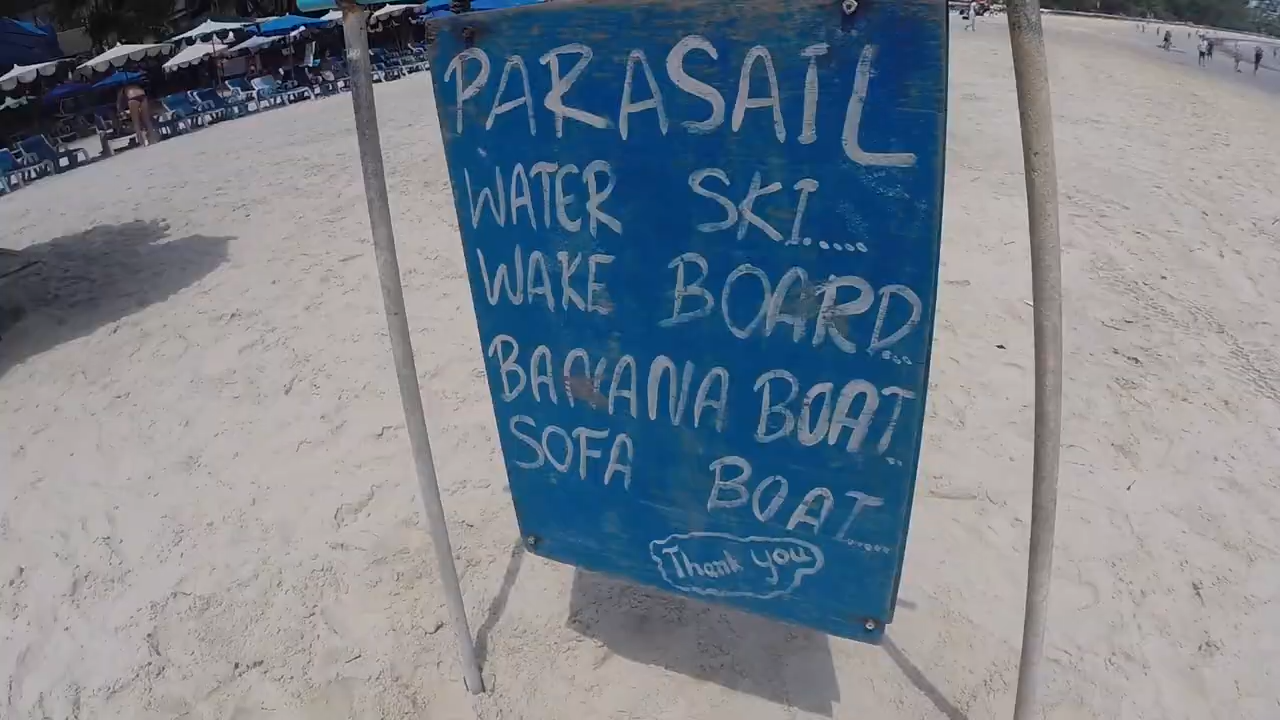 PARASAIL
WATER SKI.....
WAKE BOARD...
BANANA BOAT..
SOFA BOAT......
Thank you